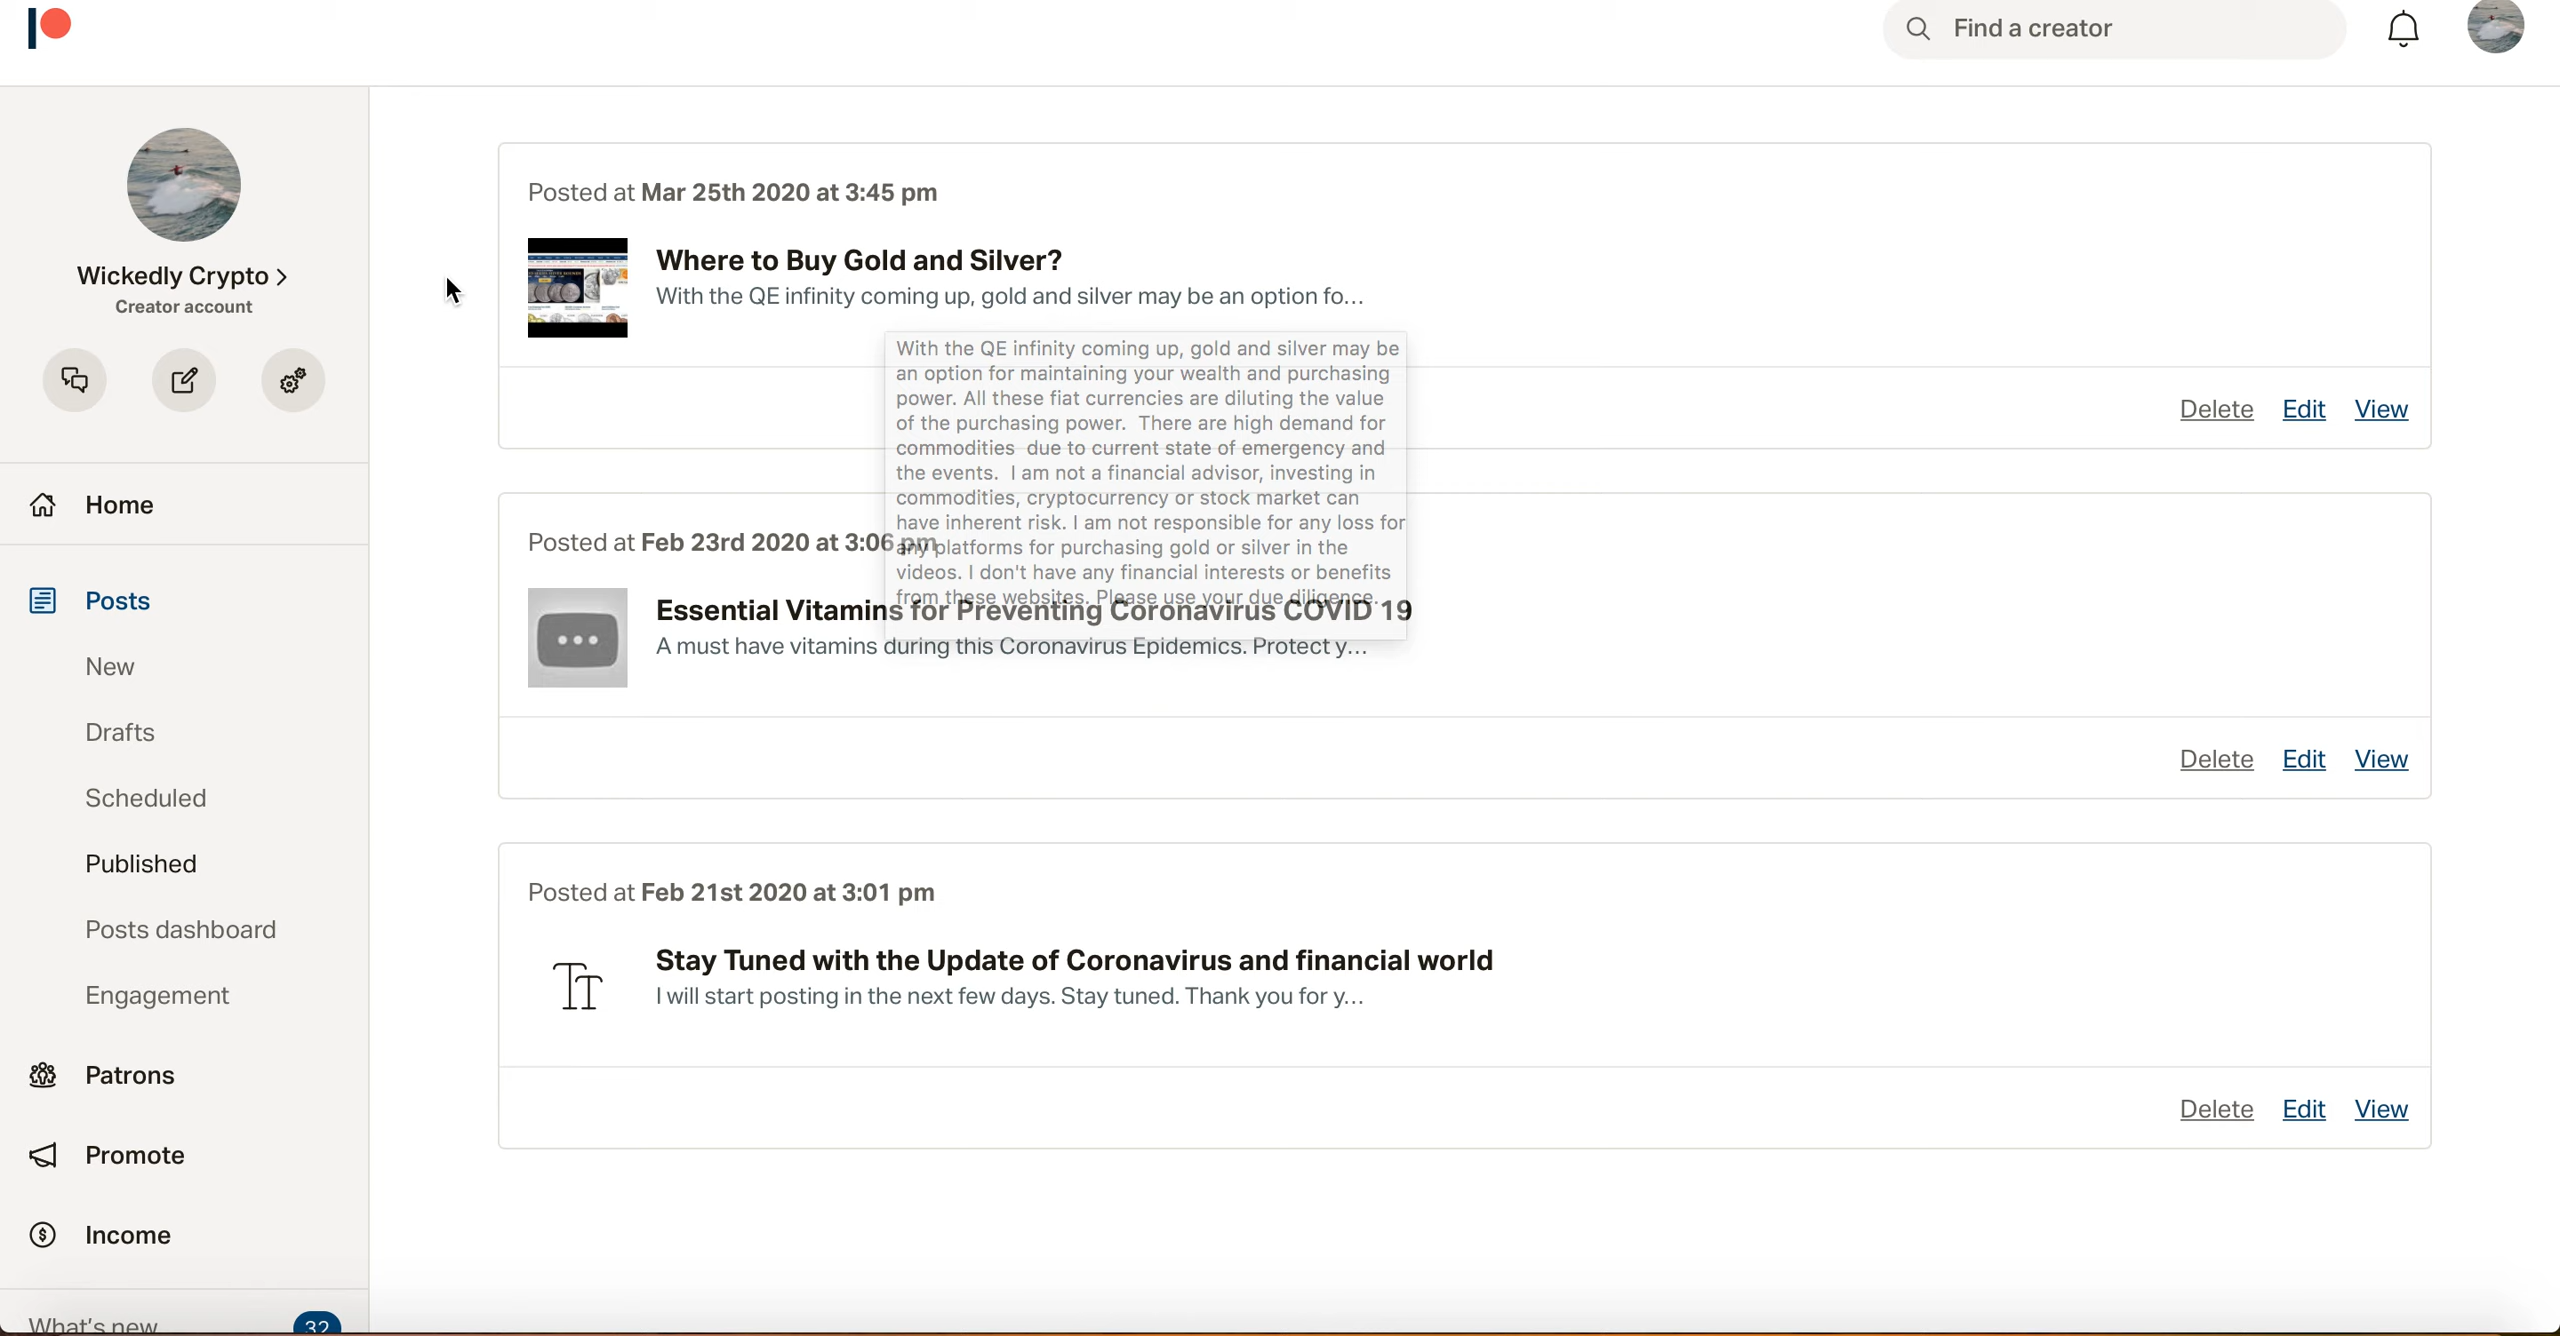 Find a creator
Wickedly Crypto
Creator account
Home
Posts
New
Drafts
Scheduled
Published
Posts dashboard
Engagement
Patrons
Promote
Income
What's new
32
Posted at Mar 25th 2020 at 3:45 pm
Where to Buy Gold and Silver?
With the QE infinity coming up, gold and silver may be an option fo...
With the QE infinity coming up, gold and silver may be
an option for maintaining your wealth and purchasing
power. All these fiat currencies are diluting the value
of the purchasing power.  There are high demand for
commodities  due to current state of emergency and
the events.  I am not a financial advisor, investing in
commodities, cryptocurrency or stock market can
have inherent risk. I am not responsible for any loss for
any platforms for purchasing gold or silver in the
videos. I don't have any financial interests or benefits
from these websites. Please use your due diligence.
Delete Edit View
Posted at Feb 23rd 2020 at 3:06 pm
Essential Vitamins for Preventing Coronavirus COVID 19
A must have vitamins during this Coronavirus Epidemics. Protect y...
Delete Edit View
Posted at Feb 21st 2020 at 3:01 pm
Stay Tuned with the Update of Coronavirus and financial world
I will start posting in the next few days. Stay tuned. Thank you for y...
Delete Edit View